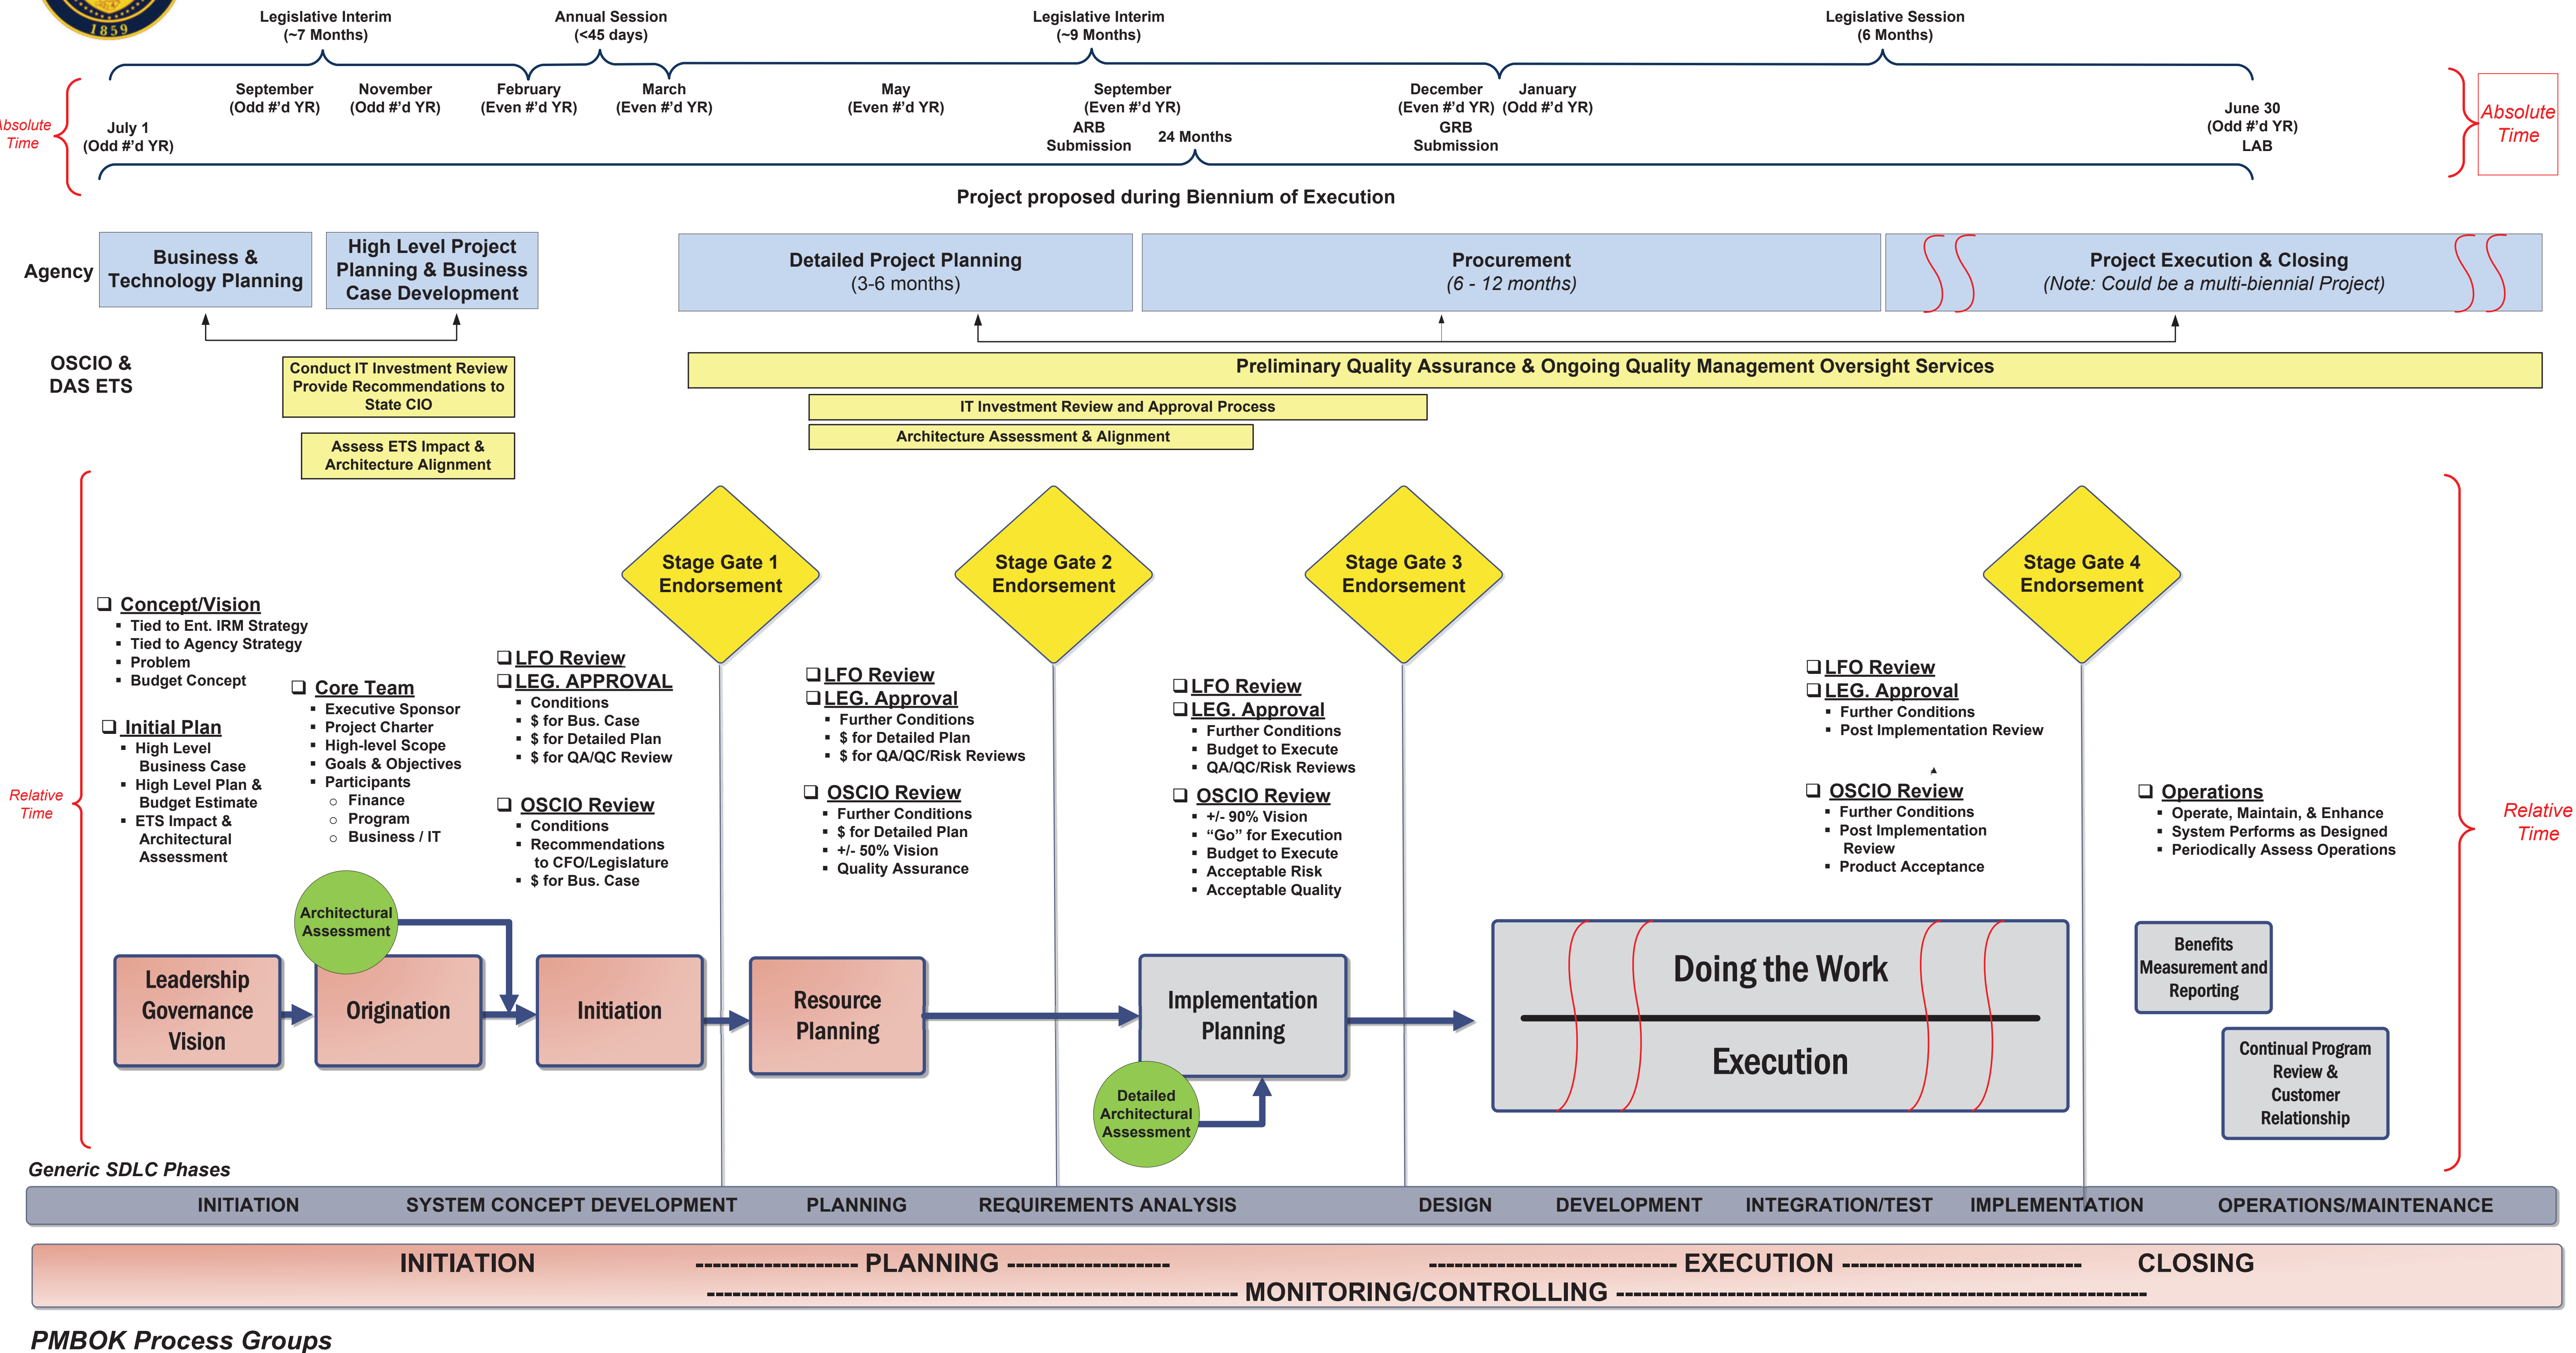 1859
Legislative Interim
(~7 Months)
Annual Session
(<45 days)
Legislative Interim
(~9 Months)
Legislative Session
(6 Months)
September
(Odd #'d YR)
November
(Odd #'d YR)
February
(Even #'d YR)
March
(Even #'d YR)
May
(Even #'d YR)
September
(Even #'d YR)
December
(Even #'d YR)
January
(Odd #'d YR)
Absolute
Time
July 1
(Odd #'d YR)
ARB
Submission
24 Months
GRB
Submission
June 30
(Odd #'d YR)
LAB
Absolute
Time
Project proposed during Biennium of Execution
Agency
Business &
Technology Planning
High Level Project
Planning & Business
Case Development
Detailed Project Planning
(3-6 months)
Procurement
(6 - 12 months)
Project Execution & Closing
(Note: Could be a multi-biennial Project)
OSCIO &
DAS ETS
Conduct IT Investment Review
Provide Recommendations to
State CIO
Assess ETS Impact &
Architecture Alignment
Preliminary Quality Assurance & Ongoing Quality Management Oversight Services
IT Investment Review and Approval Process
Architecture Assessment & Alignment
Stage Gate 1
Endorsement
Stage Gate 2
Endorsement
Stage Gate 3
Endorsement
Stage Gate 4
Endorsement
Relative
Time
❑ Concept/Vision
▪ Tied to Ent. IRM Strategy
▪ Tied to Agency Strategy
▪ Problem
▪ Budget Concept
❑ Initial Plan
▪ High Level
Business Case
▪ High Level Plan &
Budget Estimate
▪ ETS Impact &
Architectural
Assessment
❑ Core Team
▪ Executive Sponsor
▪ Project Charter
▪ High-level Scope
▪ Goals & Objectives
▪ Participants
○ Finance
○ Program
○ Business / IT
❑ LFO Review
❑ LEG. APPROVAL
▪ Conditions
▪ $ for Bus. Case
▪ $ for Detailed Plan
▪ $ for QA/QC Review
❑ OSCIO Review
▪ Conditions
▪ Recommendations
to CFO/Legislature
▪ $ for Bus. Case
❑ LFO Review
❑ LEG. Approval
▪ Further Conditions
▪ $ for Detailed Plan
▪ $ for QA/QC/Risk Reviews
❑ OSCIO Review
▪ Further Conditions
▪ $ for Detailed Plan
▪ +/- 50% Vision
▪ Quality Assurance
❑ LFO Review
❑ LEG. Approval
▪ Further Conditions
▪ Budget to Execute
▪ QA/QC/Risk Reviews
❑ OSCIO Review
▪ +/- 90% Vision
▪ “Go” for Execution
▪ Budget to Execute
▪ Acceptable Risk
▪ Acceptable Quality
❑ LFO Review
❑ LEG. Approval
▪ Further Conditions
▪ Post Implementation Review
❑ OSCIO Review
▪ Further Conditions
▪ Post Implementation
Review
▪ Product Acceptance
❑ Operations
▪ Operate, Maintain, & Enhance
▪ System Performs as Designed
▪ Periodically Assess Operations
Relative
Time
Architectural
Assessment
Leadership
Governance
Vision
Origination
Initiation
Resource
Planning
Implementation
Planning
Detailed
Architectural
Assessment
Doing the Work
Execution
Benefits
Measurement and
Reporting
Continual Program
Review &
Customer
Relationship
Generic SDLC Phases
INITIATION SYSTEM CONCEPT DEVELOPMENT PLANNING REQUIREMENTS ANALYSIS DESIGN DEVELOPMENT INTEGRATION/TEST IMPLEMENTATION OPERATIONS/MAINTENANCE
INITIATION ------------------- PLANNING ------------------- ----------------------------- EXECUTION ---------------------------- CLOSING
-------------------------------------------------------------- MONITORING/CONTROLLING --------------------------------------------------------------
PMBOK Process Groups